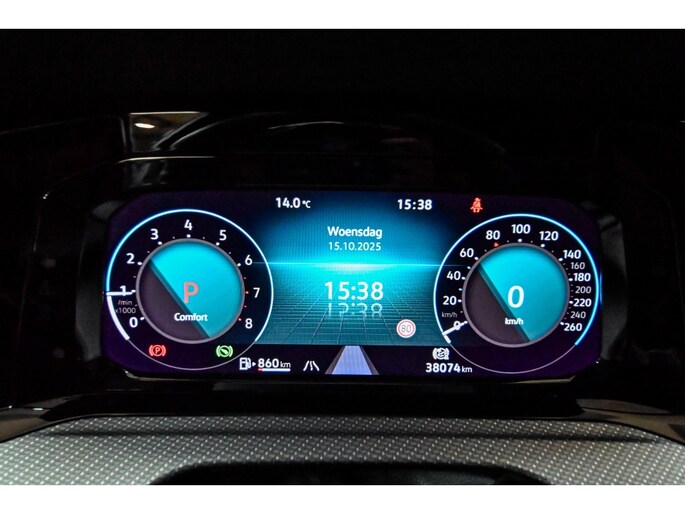 14.0 °C
15:38
Woensdag
15.10.2025
15:38
0 1 2 3 4 5 6 7 8
/min
x1000
P
Comfort
0 20 40 60 80 100 120 140 160 180 200 220 240 260
km/h
0
km/h
60
P
860 km
38074 km